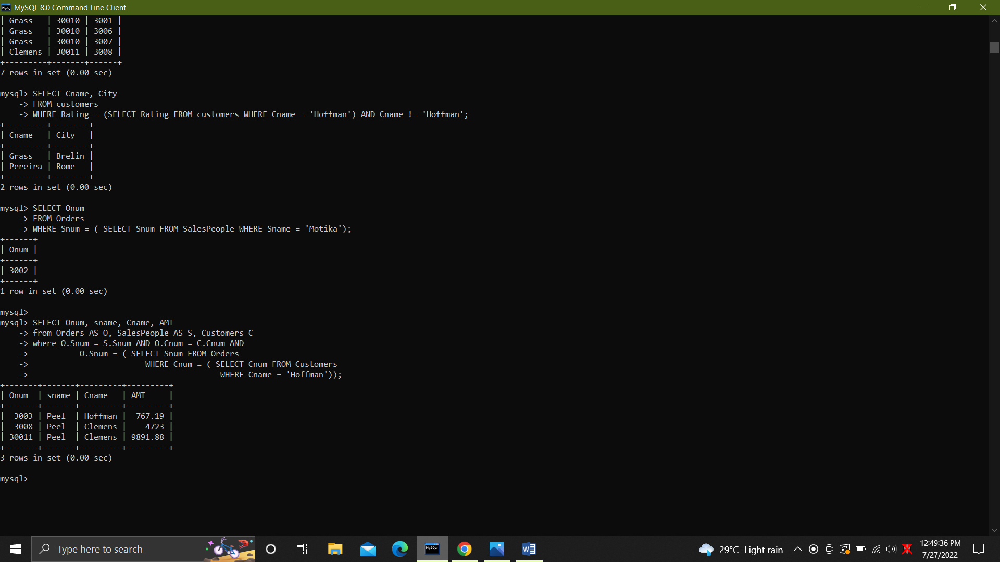 MySQL 8.0 Command Line Client
| Grass   | 30010 | 3001 |
| Grass   | 30010 | 3006 |
| Grass   | 30010 | 3007 |
| Clemens | 30011 | 3008 |
+---------+-------+------+
7 rows in set (0.00 sec)
mysql> SELECT Cname, City
    -> FROM customers
    -> WHERE Rating = (SELECT Rating FROM customers WHERE Cname = 'Hoffman') AND Cname != 'Hoffman';
+---------+--------+
| Cname   | City   |
+---------+--------+
| Grass   | Brelin |
| Pereira | Rome   |
+---------+--------+
2 rows in set (0.00 sec)
mysql> SELECT Onum
    -> FROM Orders
    -> WHERE Snum = ( SELECT Snum FROM SalesPeople WHERE Sname = 'Motika');
+------+
| Onum |
+------+
| 3002 |
+------+
1 row in set (0.00 sec)
mysql>
mysql> SELECT Onum, sname, Cname, AMT
    -> from Orders AS O, SalesPeople AS S, Customers C
    -> where O.Snum = S.Snum AND O.Cnum = C.Cnum AND
    ->           O.Snum = ( SELECT Snum FROM Orders
    ->                         WHERE Cnum = ( SELECT Cnum FROM Customers
    ->                                         WHERE Cname = 'Hoffman'));
+-------+-------+---------+---------+
| Onum  | sname | Cname   | AMT     |
+-------+-------+---------+---------+
|  3003 | Peel  | Hoffman |  767.19 |
|  3008 | Peel  | Clemens |    4723 |
| 30011 | Peel  | Clemens | 9891.88 |
+-------+-------+---------+---------+
3 rows in set (0.00 sec)
mysql>
Type here to search
29°C Light rain
12:49:36 PM
7/27/2022